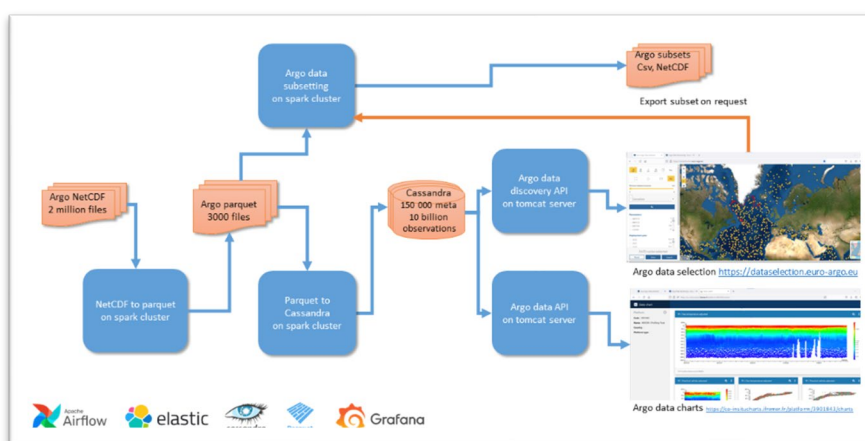 Argo data
subsetting
on spark cluster
Argo subsets
Csv, NetCDF
Export subset on request
Argo NetCDF
2 million files
Argo parquet
3000 files
Cassandra
150 000 meta
10 billion
observations
Argo data
discovery API
on tomcat server
Argo data selection https://dataselection.euro-argo.eu
NetCDF to parquet
on spark cluster
Parquet to
Cassandra
on spark cluster
Argo data API
on tomcat server
Argo data charts
Apache
Airflow
elastic
Grafana